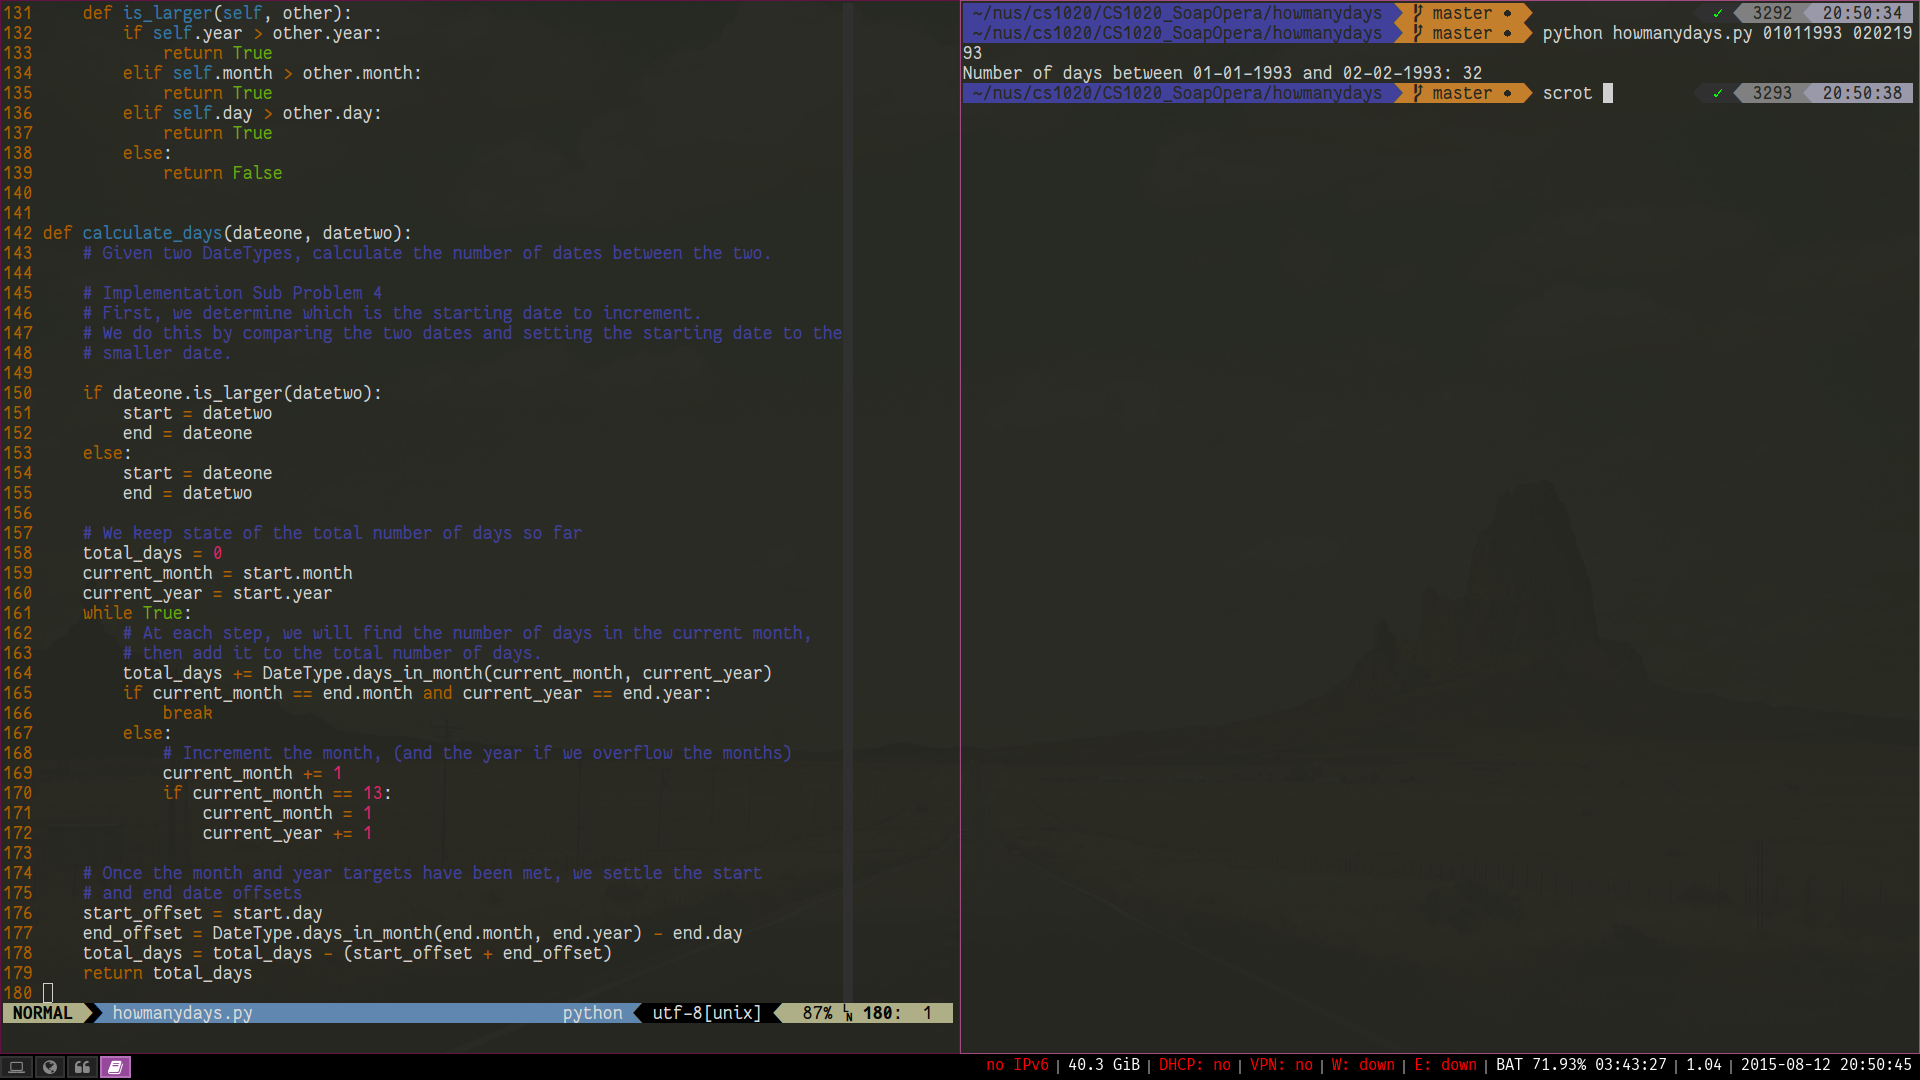 131     def is_larger(self, other):
132         if self.year > other.year:
133             return True
134         elif self.month > other.month:
135             return True
136         elif self.day > other.day:
137             return True
138         else:
139             return False
140
141
142 def calculate_days(dateone, datetwo):
143     # Given two DateTypes, calculate the number of dates between the two.
144
145     # Implementation Sub Problem 4
146     # First, we determine which is the starting date to increment.
147     # We do this by comparing the two dates and setting the starting date to the
148     # smaller date.
149
150     if dateone.is_larger(datetwo):
151         start = datetwo
152         end = dateone
153     else:
154         start = dateone
155         end = datetwo
156
157     # We keep state of the total number of days so far
158     total_days = 0
159     current_month = start.month
160     current_year = start.year
161     while True:
162         # At each step, we will find the number of days in the current month,
163         # then add it to the total number of days.
164         total_days += DateType.days_in_month(current_month, current_year)
165         if current_month == end.month and current_year == end.year:
166             break
167         else:
168             # Increment the month, (and the year if we overflow the months)
169             current_month += 1
170             if current_month == 13:
171                 current_month = 1
172                 current_year += 1
173
174     # Once the month and year targets have been met, we settle the start
175     # and end date offsets
176     start_offset = start.day
177     end_offset = DateType.days_in_month(end.month, end.year) - end.day
178     total_days = total_days - (start_offset + end_offset)
179     return total_days
180
NORMAL howmanydays.py python utf-8[unix] 87% LN 180: 1
~/nus/cs1020/CS1020_SoapOpera/howmanydays master ● ✓ 3292 20:50:34
~/nus/cs1020/CS1020_SoapOpera/howmanydays master ● python howmanydays.py 01011993 020219
93
Number of days between 01-01-1993 and 02-02-1993: 32
~/nus/cs1020/CS1020_SoapOpera/howmanydays master ● scrot ✓ 3293 20:50:38
no IPv6 | 40.3 GiB | DHCP: no | VPN: no | W: down | E: down | BAT 71.93% 03:43:27 | 1.04 | 2015-08-12 20:50:45